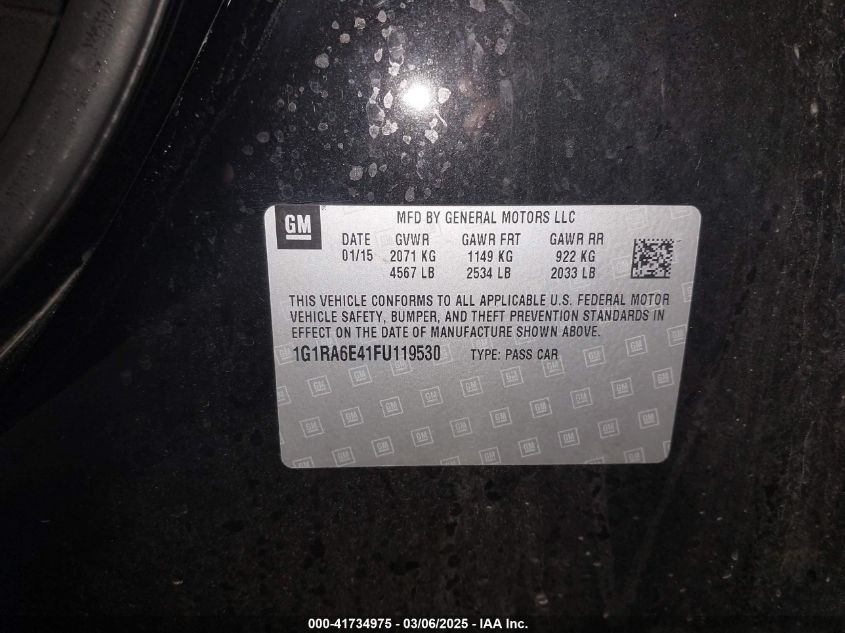 GM
MFD BY GENERAL MOTORS LLC
DATE GVWR GAWR FRT GAWR RR
01/15 2071 KG 1149 KG 922 KG
4567 LB 2534 LB 2033 LB
THIS VEHICLE CONFORMS TO ALL APPLICABLE U.S. FEDERAL MOTOR
VEHICLE SAFETY, BUMPER, AND THEFT PREVENTION STANDARDS IN
EFFECT ON THE DATE OF MANUFACTURE SHOWN ABOVE.
1G1RA6E41FU119530 TYPE: PASS CAR
000-41734975 - 03/06/2025 - IAA Inc.